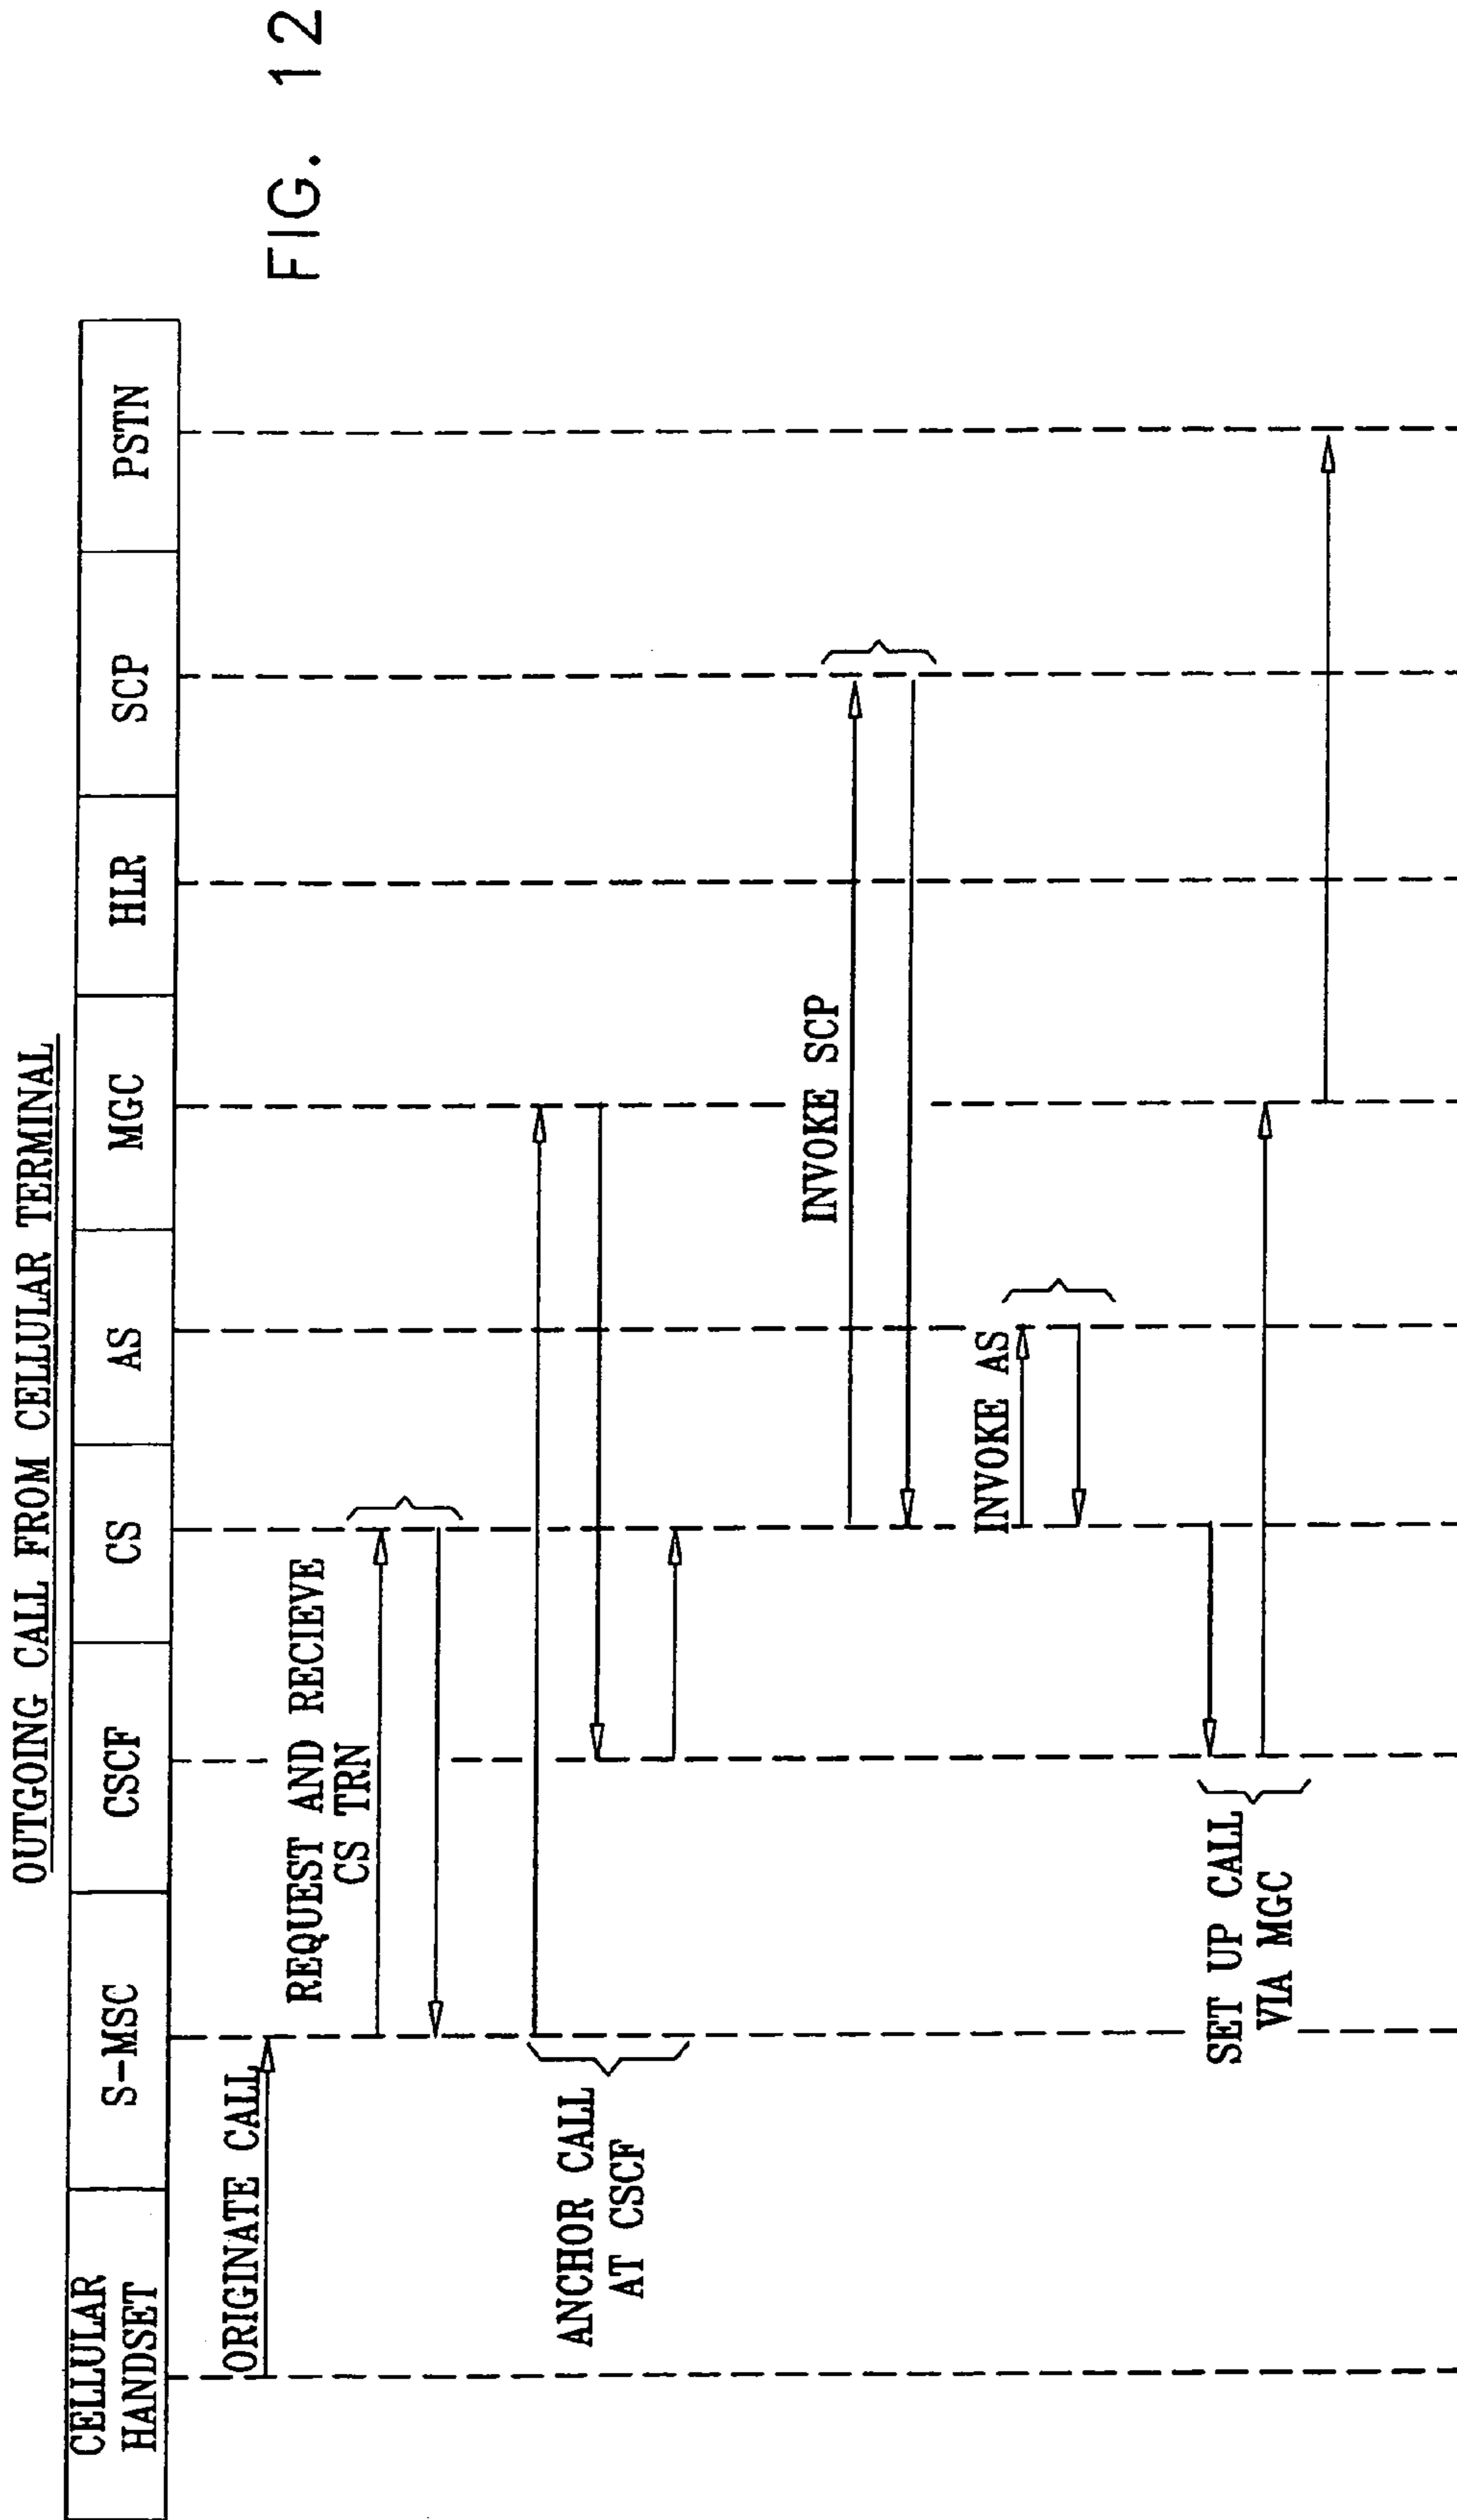 OUTGOING CALL FROM CELLULAR TERMINAL
CELLULAR
HANDSET
S-MSC
CSCF
CS
AS
MGC
HLR
SCP
PSTN
ORIGINATE CALL
REQUEST AND RECIEVE
CS TRN
ANCHOR CALL
AT CSCF
INVOKE SCP
INVOKE AS
SET UP CALL
VIA MGC
FIG. 12